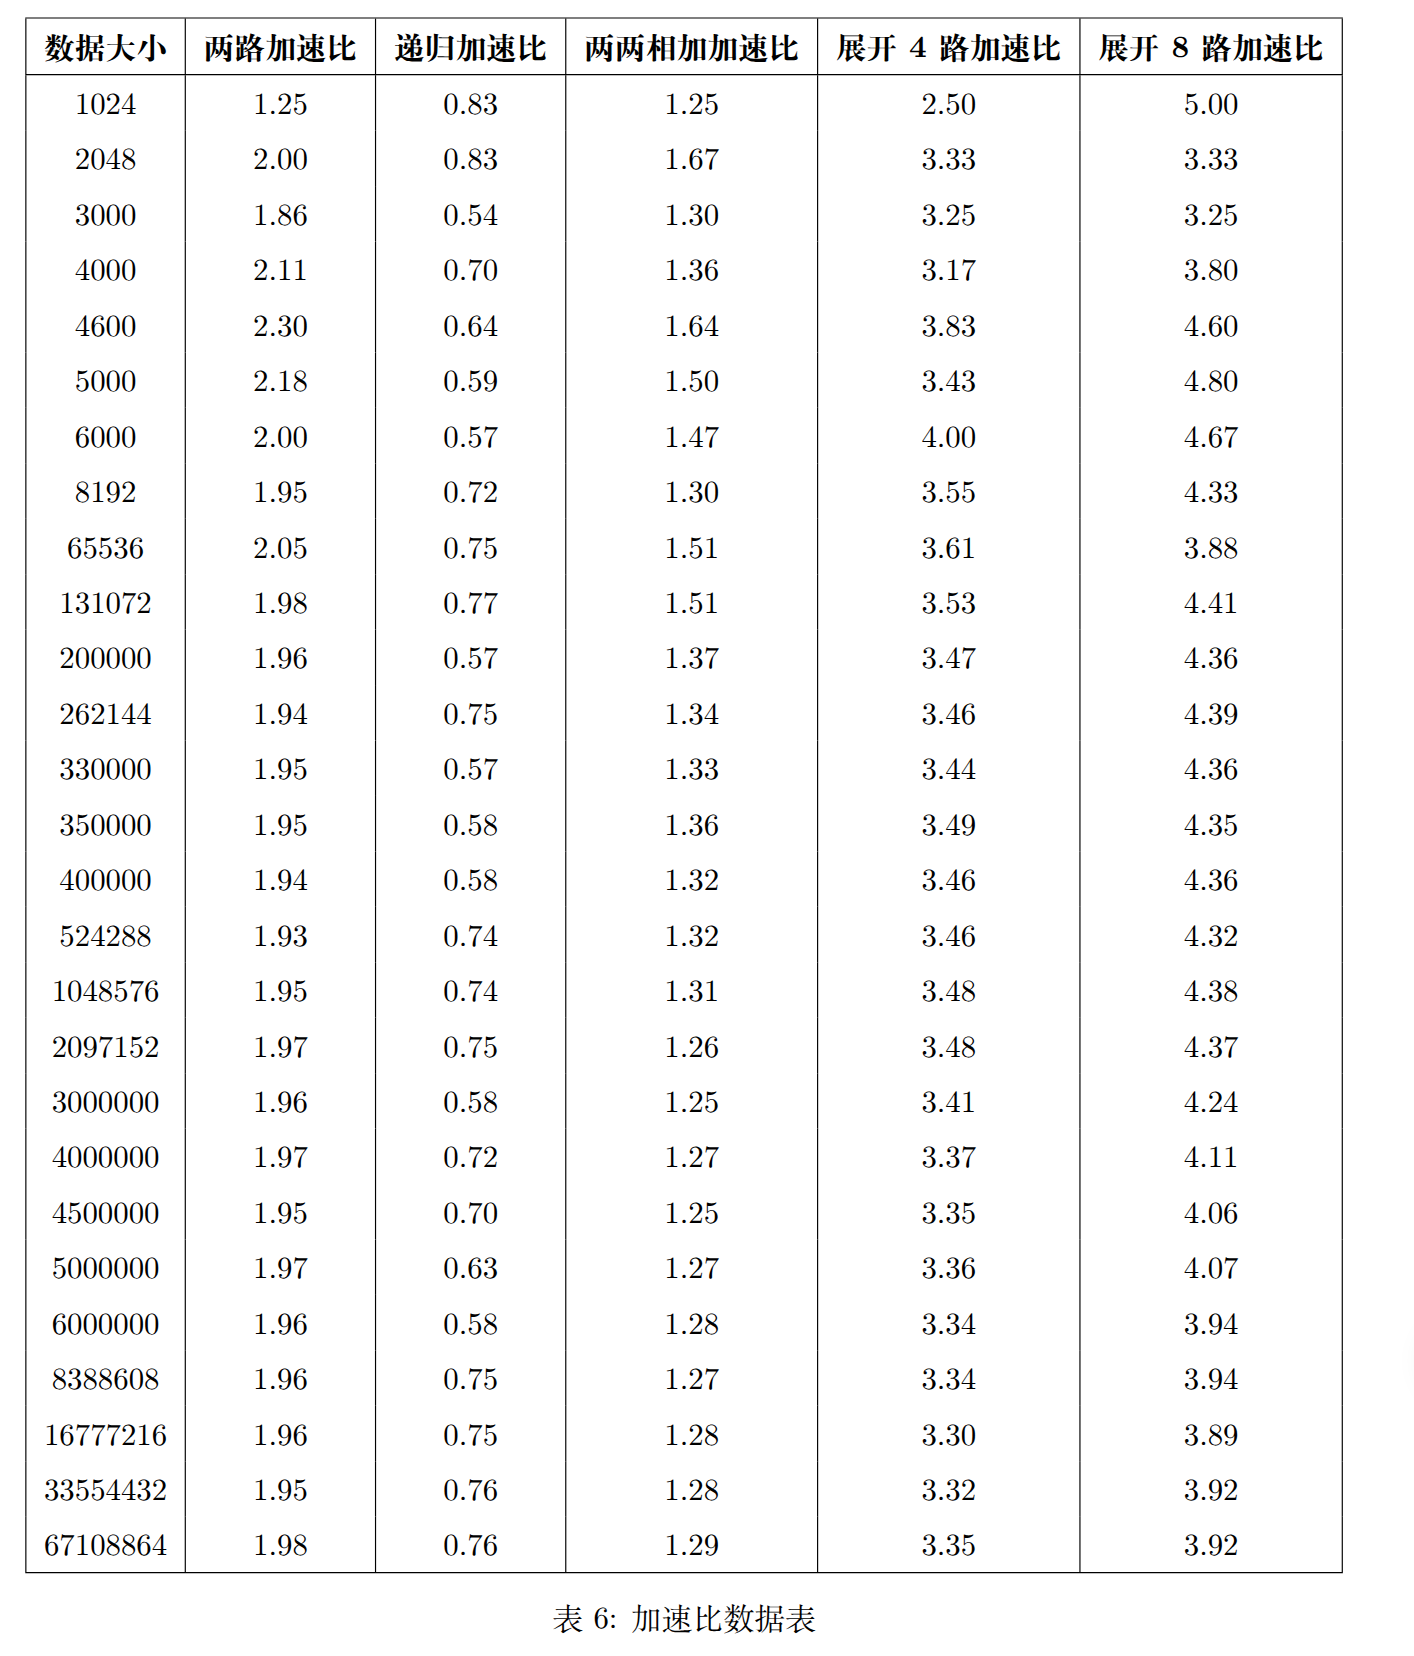 数据大小 两路加速比 递归加速比 两两相加加速比 展开 4 路加速比 展开 8 路加速比
1024 1.25 0.83 1.25 2.50 5.00
2048 2.00 0.83 1.67 3.33 3.33
3000 1.86 0.54 1.30 3.25 3.25
4000 2.11 0.70 1.36 3.17 3.80
4600 2.30 0.64 1.64 3.83 4.60
5000 2.18 0.59 1.50 3.43 4.80
6000 2.00 0.57 1.47 4.00 4.67
8192 1.95 0.72 1.30 3.55 4.33
65536 2.05 0.75 1.51 3.61 3.88
131072 1.98 0.77 1.51 3.53 4.41
200000 1.96 0.57 1.37 3.47 4.36
262144 1.94 0.75 1.34 3.46 4.39
330000 1.95 0.57 1.33 3.44 4.36
350000 1.95 0.58 1.36 3.49 4.35
400000 1.94 0.58 1.32 3.46 4.36
524288 1.93 0.74 1.32 3.46 4.32
1048576 1.95 0.74 1.31 3.48 4.38
2097152 1.97 0.75 1.26 3.48 4.37
3000000 1.96 0.58 1.25 3.41 4.24
4000000 1.97 0.72 1.27 3.37 4.11
4500000 1.95 0.70 1.25 3.35 4.06
5000000 1.97 0.63 1.27 3.36 4.07
6000000 1.96 0.58 1.28 3.34 3.94
8388608 1.96 0.75 1.27 3.34 3.94
16777216 1.96 0.75 1.28 3.30 3.89
33554432 1.95 0.76 1.28 3.32 3.92
67108864 1.98 0.76 1.29 3.35 3.92
表 6: 加速比数据表